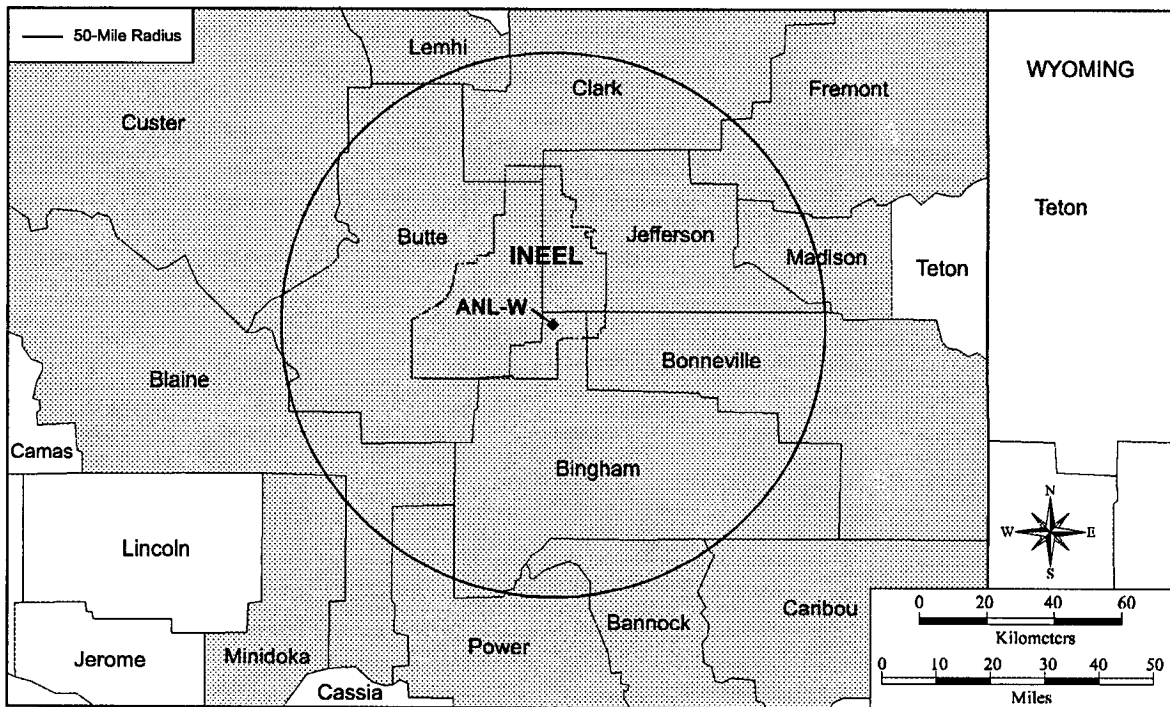 50-Mile Radius
Lemhi
WYOMING
Clark
Fremont
Custer
Teton
Butte
Jefferson
INEEL
Madison
Teton
ANL-W
Bonneville
Blaine
Camas
Bingham
N
W E
S
Lincoln
0 20 40 60
Kilometers
Caribou
Bannock
Power
Jerome
Minidoka
0 10 20 30 40 50
Miles
Cassia